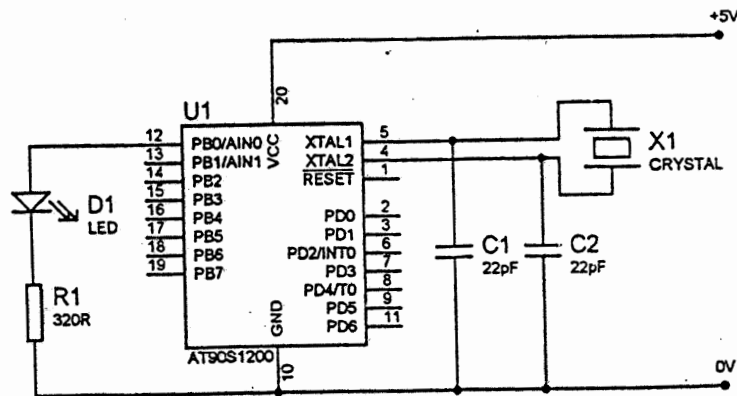 +5V
20
U1
12 PB0/AIN0 VCC XTAL1 5
13 PB1/AIN1 XTAL2 4
14 PB2 RESET 1
15 PB3
16 PB4 PD0 2
17 PB5 PD1 3
18 PB6 PD2/INT0 6
19 PB7 PD3 7
PD4/T0 8
PD5 9
PD6 11
GND
AT90S1200
10
X1
CRYSTAL
D1
LED
R1
320R
C1
22pF
C2
22pF
0V